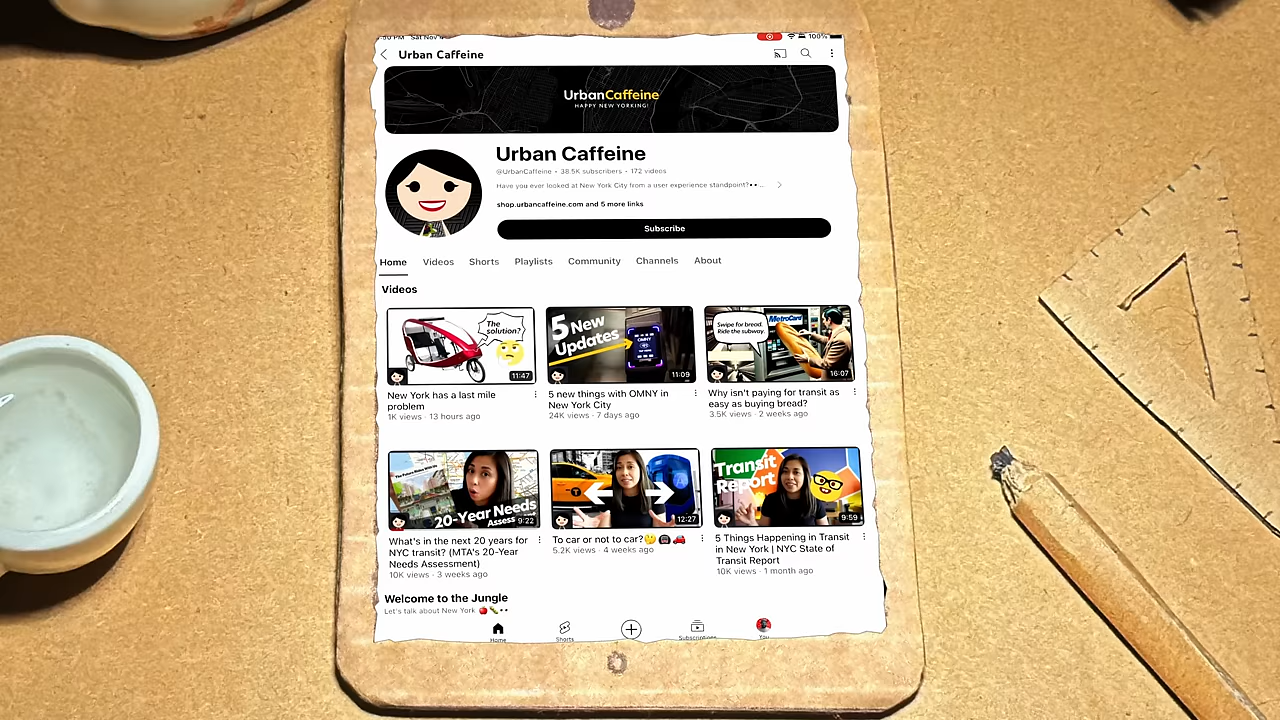 Sat Nov 4
100%
Urban Caffeine
UrbanCaffeine
HAPPY NEW YORKING!
Urban Caffeine
@UrbanCaffeine • 38.5K subscribers • 172 videos
Have you ever looked at New York City from a user experience standpoint?👀 ...
shop.urbancaffeine.com and 5 more links
Subscribe
Home Videos Shorts Playlists Community Channels About
Videos
The
solution?
11:47
New York has a last mile
problem
1K views · 13 hours ago
5 New
Updates
OMNY
11:09
5 new things with OMNY in
New York City
24K views · 7 days ago
MetroCard
Swipe for bread.
Ride the subway.
16:07
Why isn't paying for transit as
easy as buying bread?
3.5K views · 2 weeks ago
20-Year Needs
Assess
9:22
What's in the next 20 years for
NYC transit? (MTA's 20-Year
Needs Assessment)
10K views · 3 weeks ago
T
12:27
To car or not to car?🤔 🚇 🚗
5.2K views · 4 weeks ago
Transit
Report
9:59
5 Things Happening in Transit
in New York | NYC State of
Transit Report
10K views · 1 month ago
Welcome to the Jungle
Let's talk about New York 🍎 🐛 👀
Home Shorts Subscriptions You